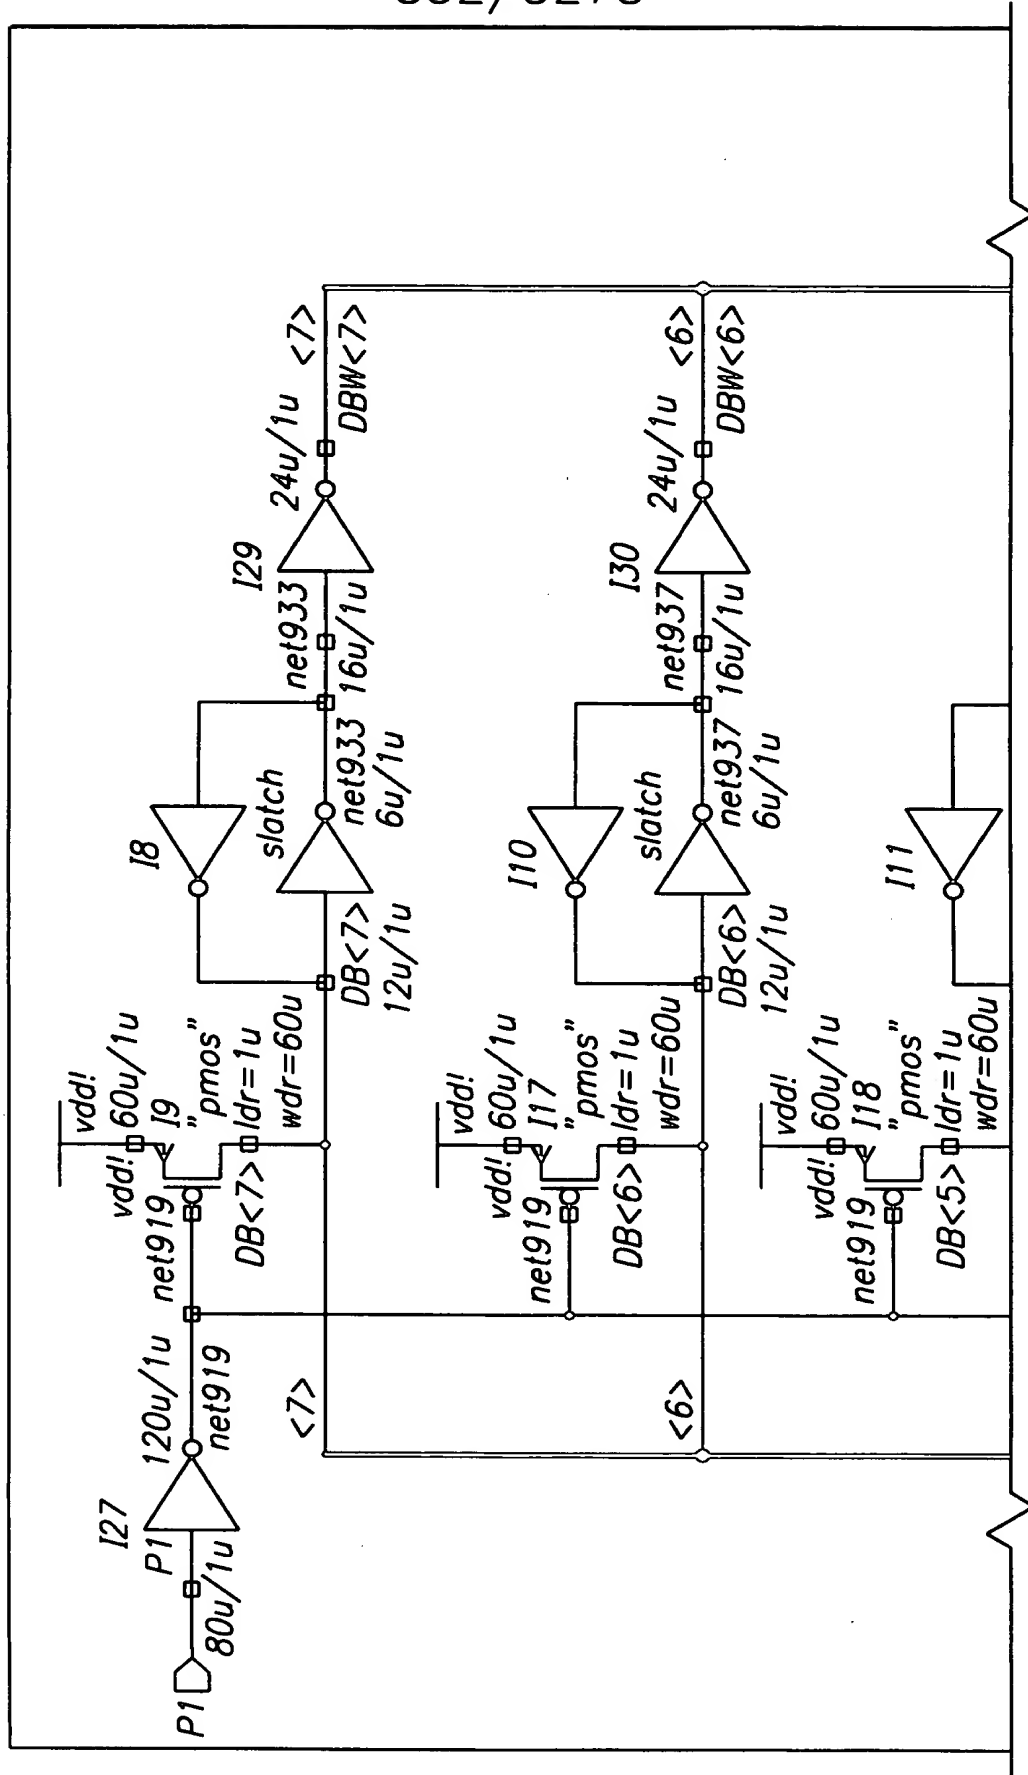 P1
80u/1u
P1
I27
120u/1u
net919
net919
vdd!
vdd!
60u/1u
I9
"pmos"
ldr=1u
wdr=60u
DB<7>
<7>
I8
slatch
DB<7>
12u/1u
net933
6u/1u
net933
16u/1u
I29
24u/1u
<7>
DBW<7>
net919
vdd!
vdd!
60u/1u
I17
"pmos"
ldr=1u
wdr=60u
DB<6>
<6>
I10
slatch
DB<6>
12u/1u
net937
6u/1u
net937
16u/1u
I30
24u/1u
<6>
DBW<6>
net919
vdd!
vdd!
60u/1u
I18
"pmos"
ldr=1u
wdr=60u
DB<5>
I11